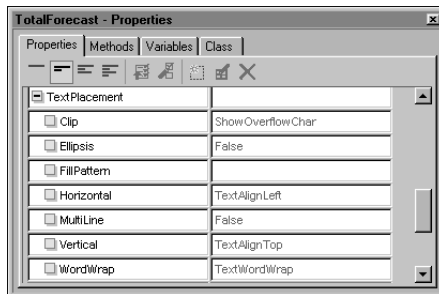 TotalForecast - Properties
Properties Methods Variables Class
TextPlacement
Clip ShowOverflowChar
Ellipsis False
FillPattern
Horizontal TextAlignLeft
MultiLine False
Vertical TextAlignTop
WordWrap TextWordWrap